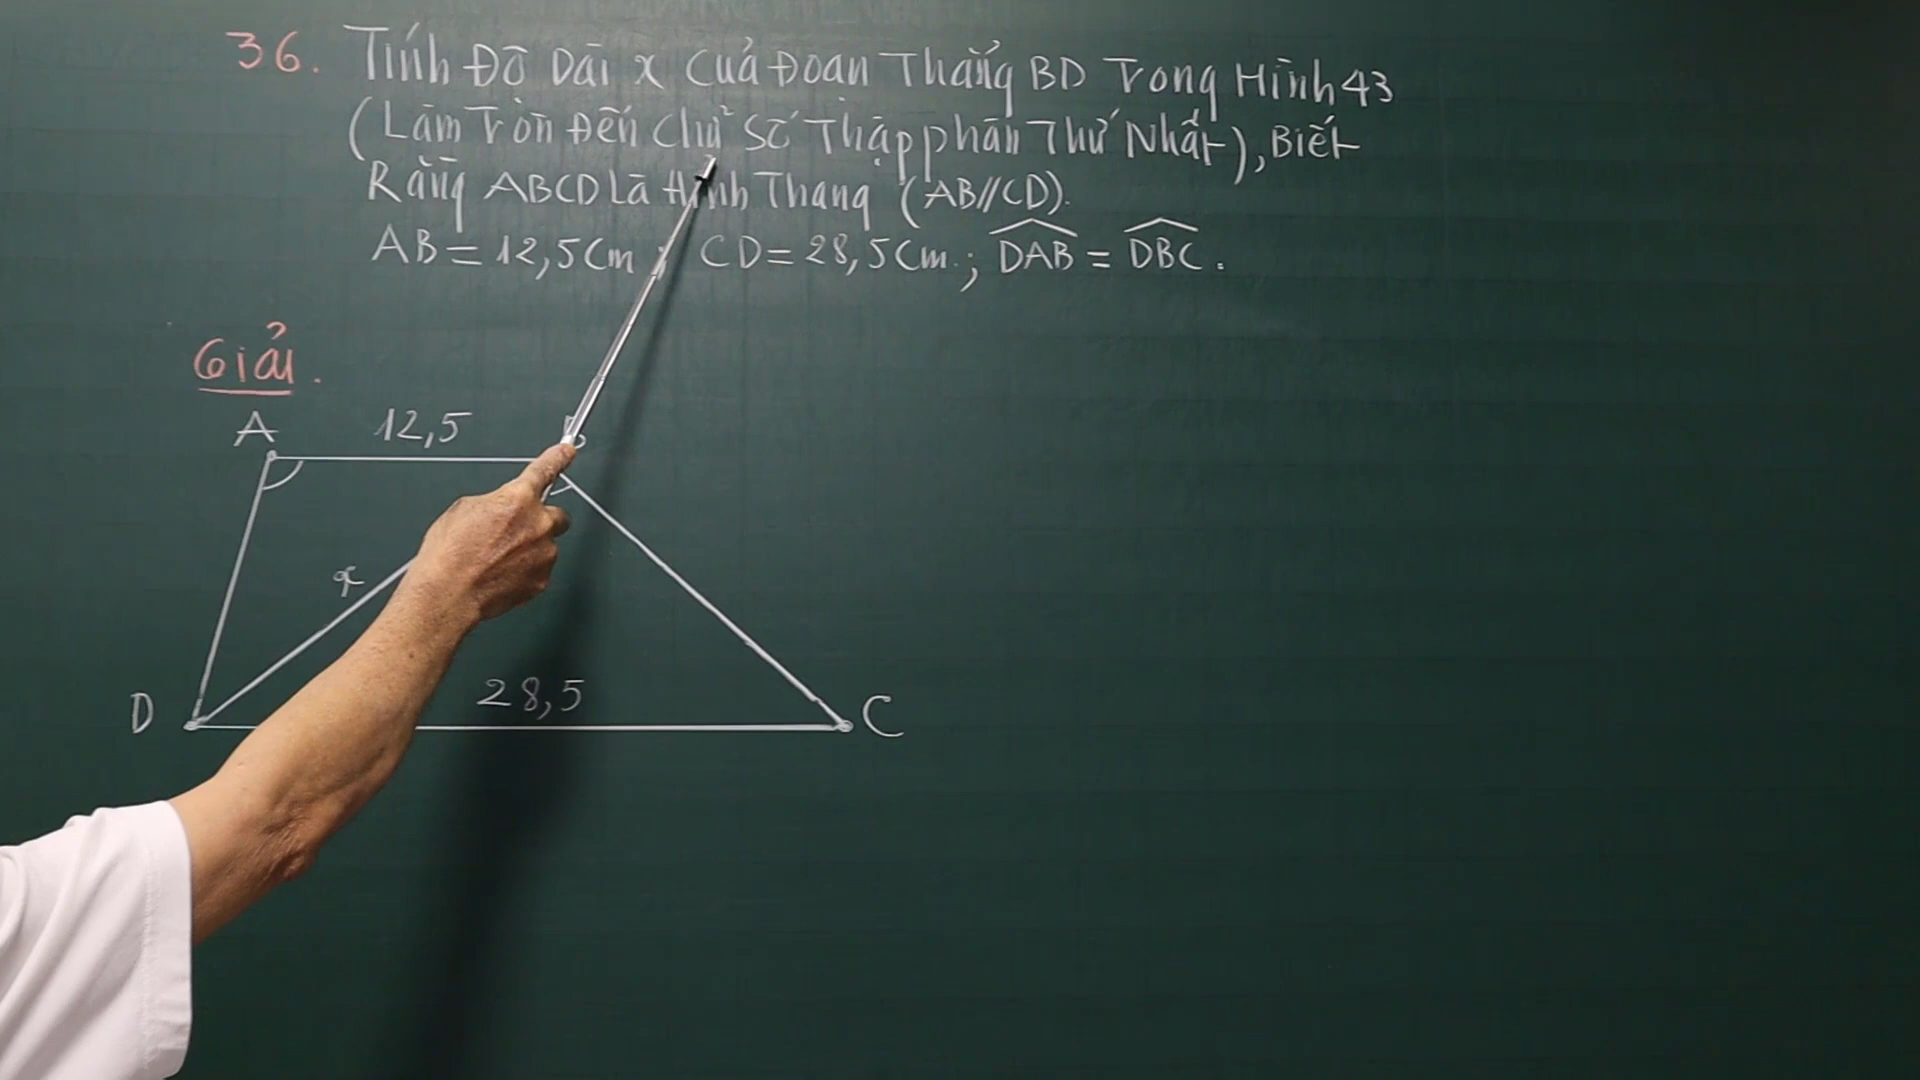 36. Tính Độ Dài x Của Đoạn Thẳng BD Trong Hình 43
(Làm Tròn Đến Chữ Số Thập phân Thứ Nhất), Biết
Rằng ABCD Là Hình Thang (AB//CD).
AB = 12,5Cm ; CD = 28,5Cm ; DAB = DBC .
Giải .
A 12,5
x
28,5
D C